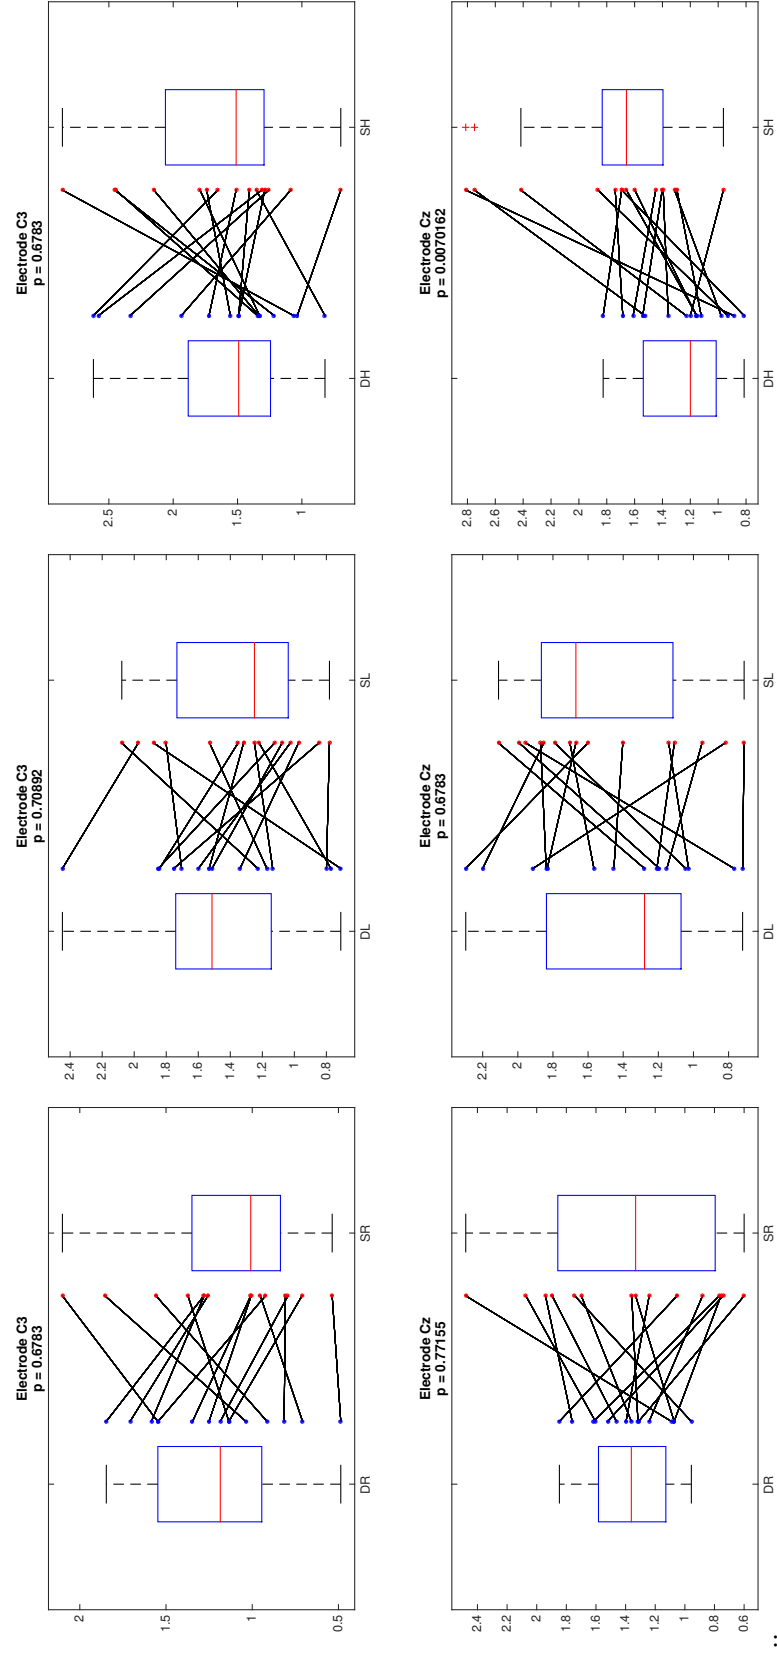 Electrode C3
p = 0.6783
2
1.5
1
0.5
DR
SR
Electrode C3
p = 0.70892
2.4
2.2
2
1.8
1.6
1.4
1.2
1
0.8
DL
SL
Electrode C3
p = 0.6783
2.5
2
1.5
1
DH
SH
Electrode Cz
p = 0.77155
2.4
2.2
2
1.8
1.6
1.4
1.2
1
0.8
0.6
DR
SR
Electrode Cz
p = 0.6783
2.2
2
1.8
1.6
1.4
1.2
1
0.8
DL
SL
Electrode Cz
p = 0.0070162
2.8
2.6
2.4
2.2
2
1.8
1.6
1.4
1.2
1
0.8
DH
SH